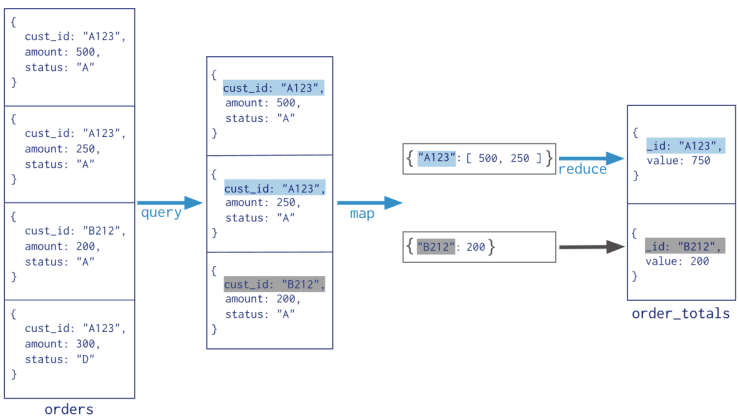 {
cust_id: "A123",
amount: 500,
status: "A"
}
{
cust_id: "A123",
amount: 250,
status: "A"
}
{
cust_id: "B212",
amount: 200,
status: "A"
}
{
cust_id: "A123",
amount: 300,
status: "D"
}
orders
query
{
cust_id: "A123",
amount: 500,
status: "A"
}
{
cust_id: "A123",
amount: 250,
status: "A"
}
{
cust_id: "B212",
amount: 200,
status: "A"
}
map
{ "A123": [ 500, 250 ] }
{ "B212": 200 }
reduce
{
_id: "A123",
value: 750
}
{
_id: "B212",
value: 200
}
order_totals